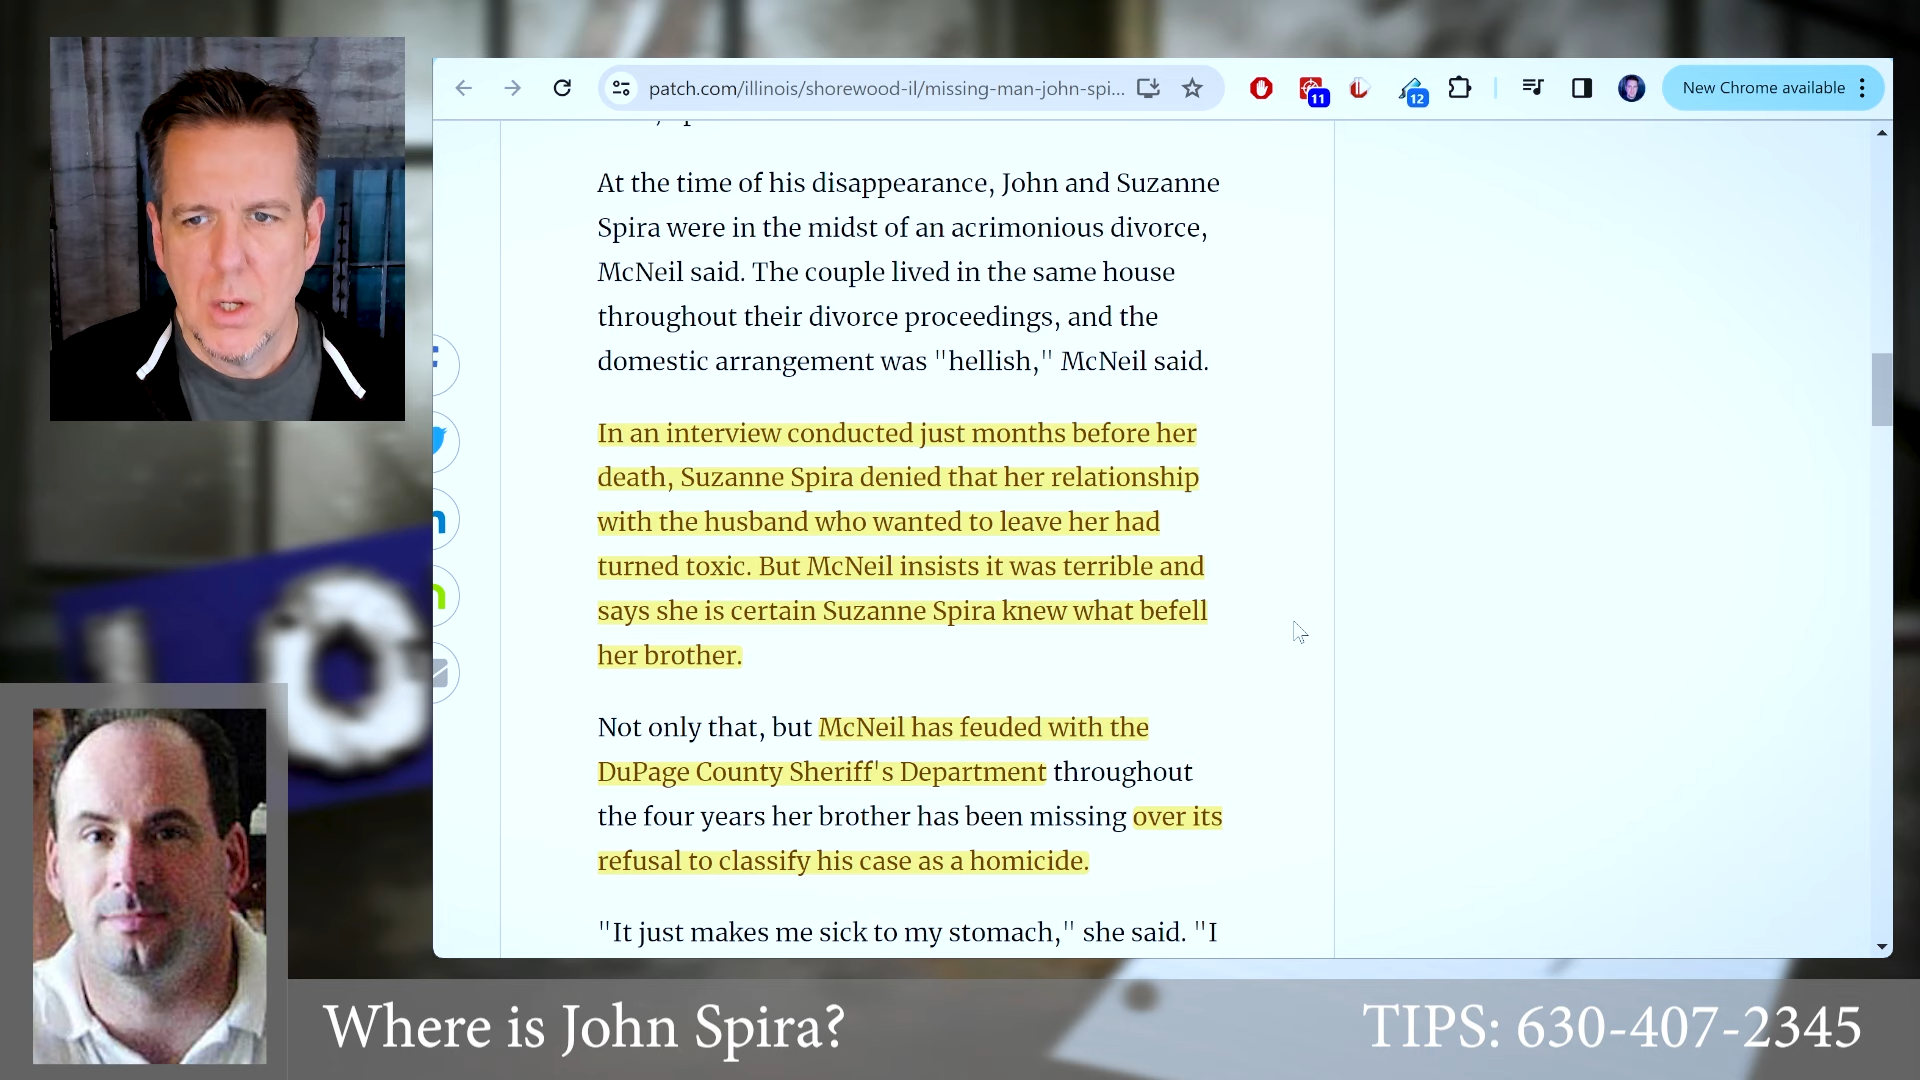 patch.com/illinois/shorewood-il/missing-man-john-spi...
11
12
New Chrome available
At the time of his disappearance, John and Suzanne
Spira were in the midst of an acrimonious divorce,
McNeil said. The couple lived in the same house
throughout their divorce proceedings, and the
domestic arrangement was "hellish," McNeil said.
In an interview conducted just months before her
death, Suzanne Spira denied that her relationship
with the husband who wanted to leave her had
turned toxic. But McNeil insists it was terrible and
says she is certain Suzanne Spira knew what befell
her brother.
Not only that, but McNeil has feuded with the
DuPage County Sheriff's Department throughout
the four years her brother has been missing over its
refusal to classify his case as a homicide.
"It just makes me sick to my stomach," she said. "I
Where is John Spira?
TIPS: 630-407-2345